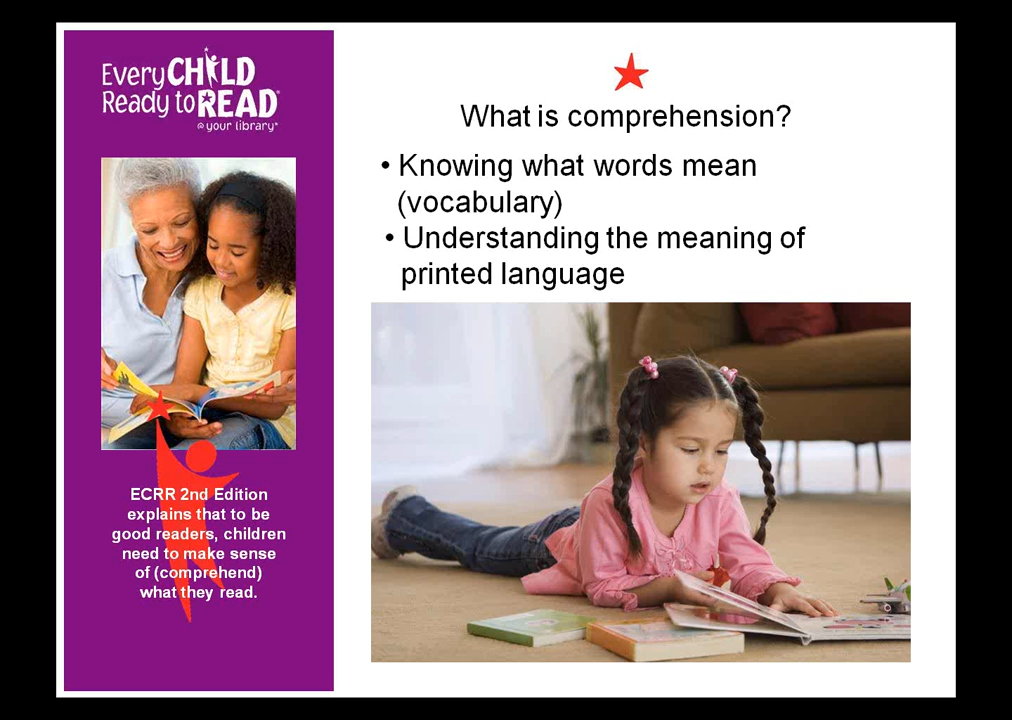 Every CHILD
Ready to READ®
@ your library®
ECRR 2nd Edition
explains that to be
good readers, children
need to make sense
of (comprehend)
what they read.
What is comprehension?
• Knowing what words mean
(vocabulary)
• Understanding the meaning of
printed language